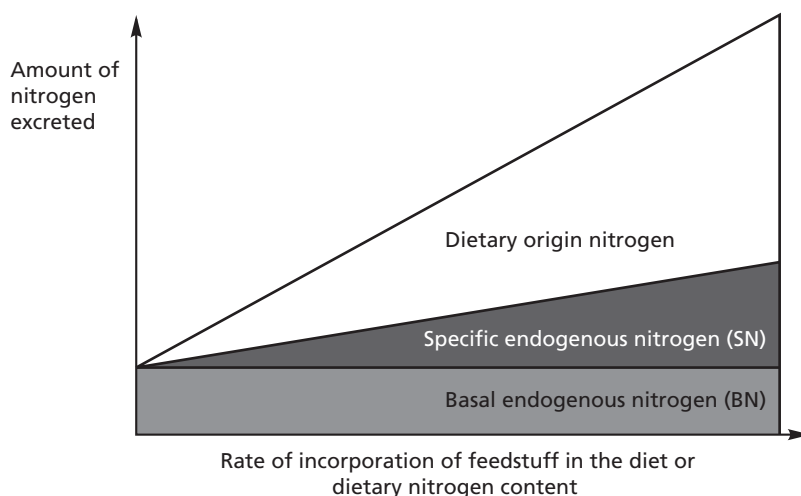 Amount of
nitrogen
excreted
Dietary origin nitrogen
Specific endogenous nitrogen (SN)
Basal endogenous nitrogen (BN)
Rate of incorporation of feedstuff in the diet or
dietary nitrogen content